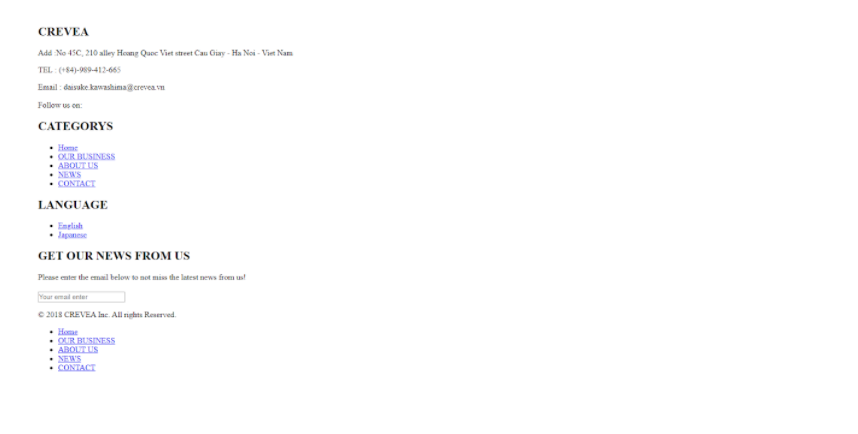 CREVEA
Add :No 45C, 210 alley Hoang Quoc Viet street Cau Giay - Ha Noi - Viet Nam
TEL : (+84)-989-412-665
Email : daisuke.kawashima@crevea.vn
Follow us on:
CATEGORYS
Home
OUR BUSINESS
ABOUT US
NEWS
CONTACT
LANGUAGE
English
Japanese
GET OUR NEWS FROM US
Please enter the email below to not miss the latest news from us!
Your email enter
© 2018 CREVEA Inc. All rights Reserved.
Home
OUR BUSINESS
ABOUT US
NEWS
CONTACT